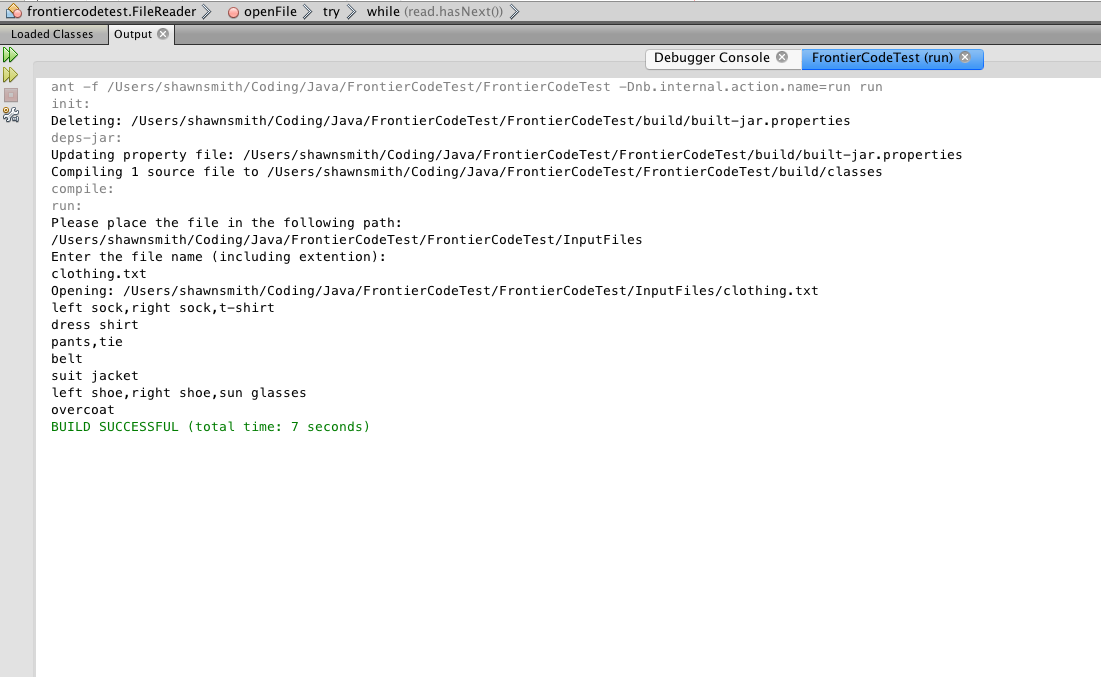 frontiercodetest.FileReader openFile try while (read.hasNext())
Loaded Classes Output
Debugger Console FrontierCodeTest (run)
ant -f /Users/shawnsmith/Coding/Java/FrontierCodeTest/FrontierCodeTest -Dnb.internal.action.name=run run
init:
Deleting: /Users/shawnsmith/Coding/Java/FrontierCodeTest/FrontierCodeTest/build/built-jar.properties
deps-jar:
Updating property file: /Users/shawnsmith/Coding/Java/FrontierCodeTest/FrontierCodeTest/build/built-jar.properties
Compiling 1 source file to /Users/shawnsmith/Coding/Java/FrontierCodeTest/FrontierCodeTest/build/classes
compile:
run:
Please place the file in the following path:
/Users/shawnsmith/Coding/Java/FrontierCodeTest/FrontierCodeTest/InputFiles
Enter the file name (including extention):
clothing.txt
Opening: /Users/shawnsmith/Coding/Java/FrontierCodeTest/FrontierCodeTest/InputFiles/clothing.txt
left sock,right sock,t-shirt
dress shirt
pants,tie
belt
suit jacket
left shoe,right shoe,sun glasses
overcoat
BUILD SUCCESSFUL (total time: 7 seconds)